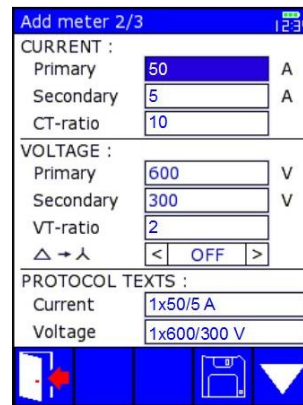 Add meter 2/3
CURRENT :
Primary 50 A
Secondary 5 A
CT-ratio 10
VOLTAGE :
Primary 600 V
Secondary 300 V
VT-ratio 2
△ → ⅄ < OFF >
PROTOCOL TEXTS :
Current 1x50/5 A
Voltage 1x600/300 V